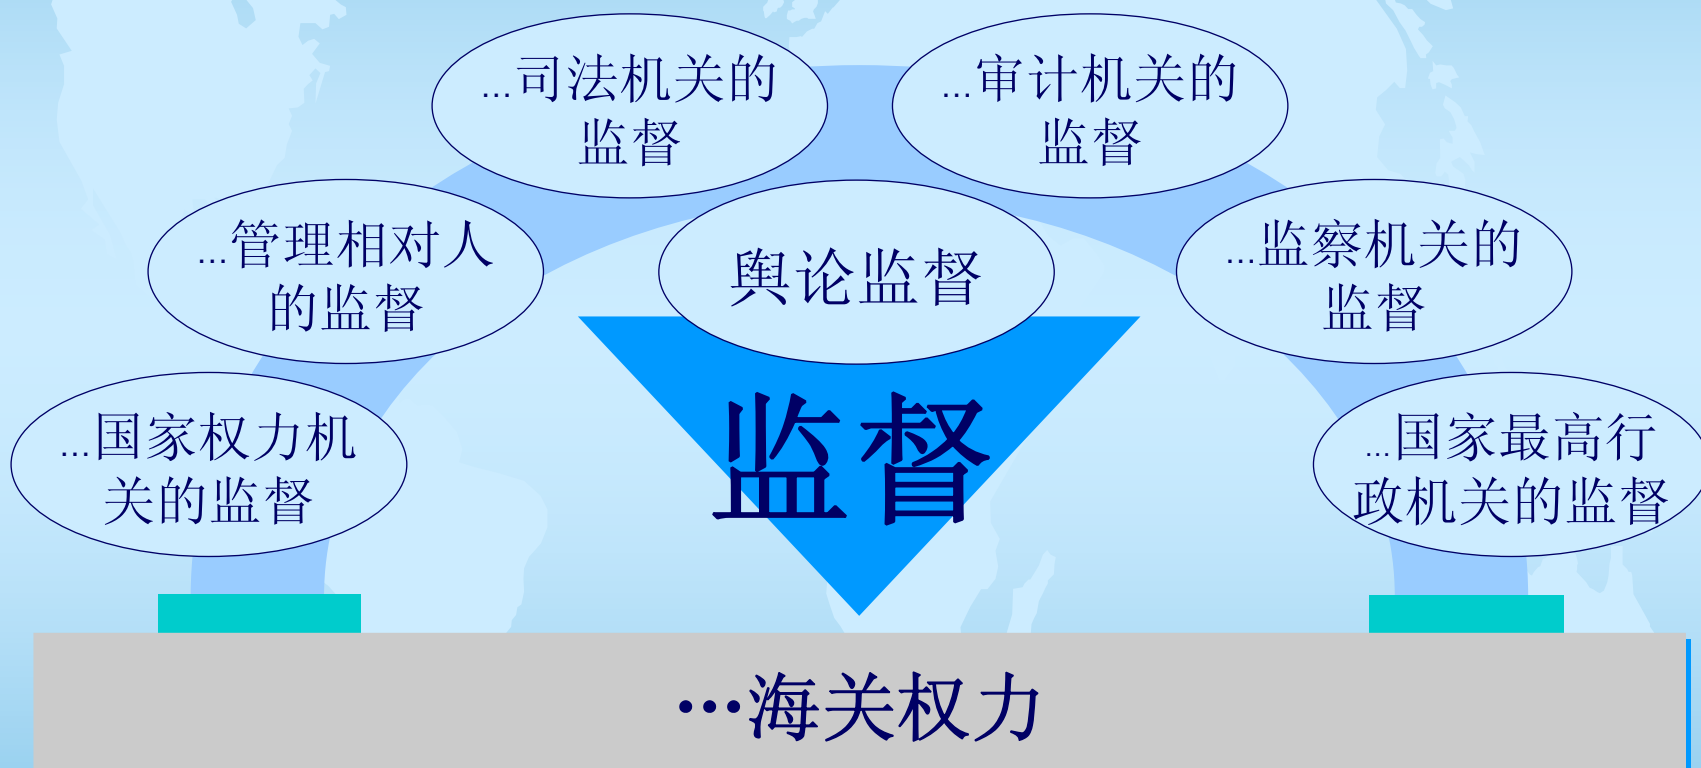 ...司法机关的
监督
...审计机关的
监督
...管理相对人
的监督
舆论监督
...监察机关的
监督
...国家权力机
关的监督
监督
...国家最高行
政机关的监督
...海关权力